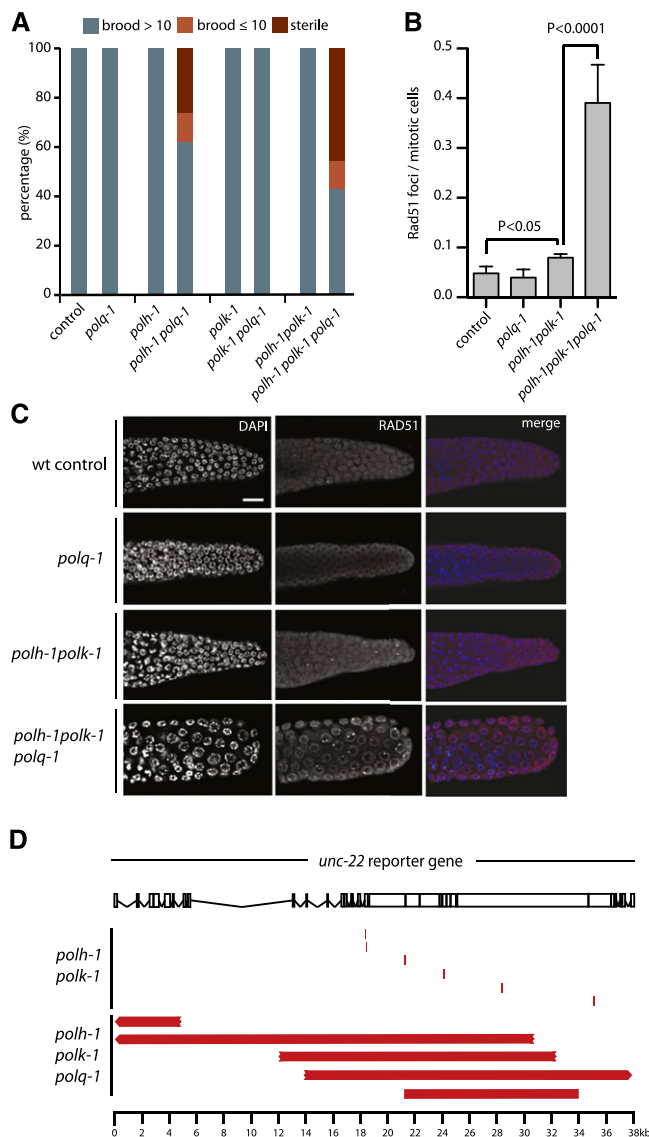 A
brood > 10
brood ≤ 10
sterile
percentage (%)
100
80
60
40
20
0
control
polq-1
polh-1
polh-1 polq-1
polk-1
polk-1 polq-1
polh-1polk-1
polh-1 polk-1 polq-1
B
P<0.0001
P<0.05
Rad51 foci / mitotic cells
0.5
0.4
0.3
0.2
0.1
0.0
control
polq-1
polh-1polk-1
polh-1polk-1polq-1
C
DAPI
RAD51
merge
wt control
polq-1
polh-1polk-1
polh-1polk-1
polq-1
D
unc-22 reporter gene
polh-1
polk-1
polh-1
polk-1
polq-1
0 2 4 6 8 10 12 14 16 18 20 22 24 26 28 30 32 34 36 38kb